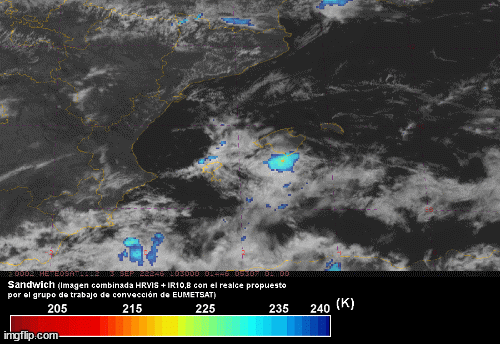 Sandwich (Imagen combinada HRVIS + IR10,8 con el realce propuesto
por el grupo de trabajo de convección de EUMETSAT)
205 215 225 235 240 (K)
imgflip.com